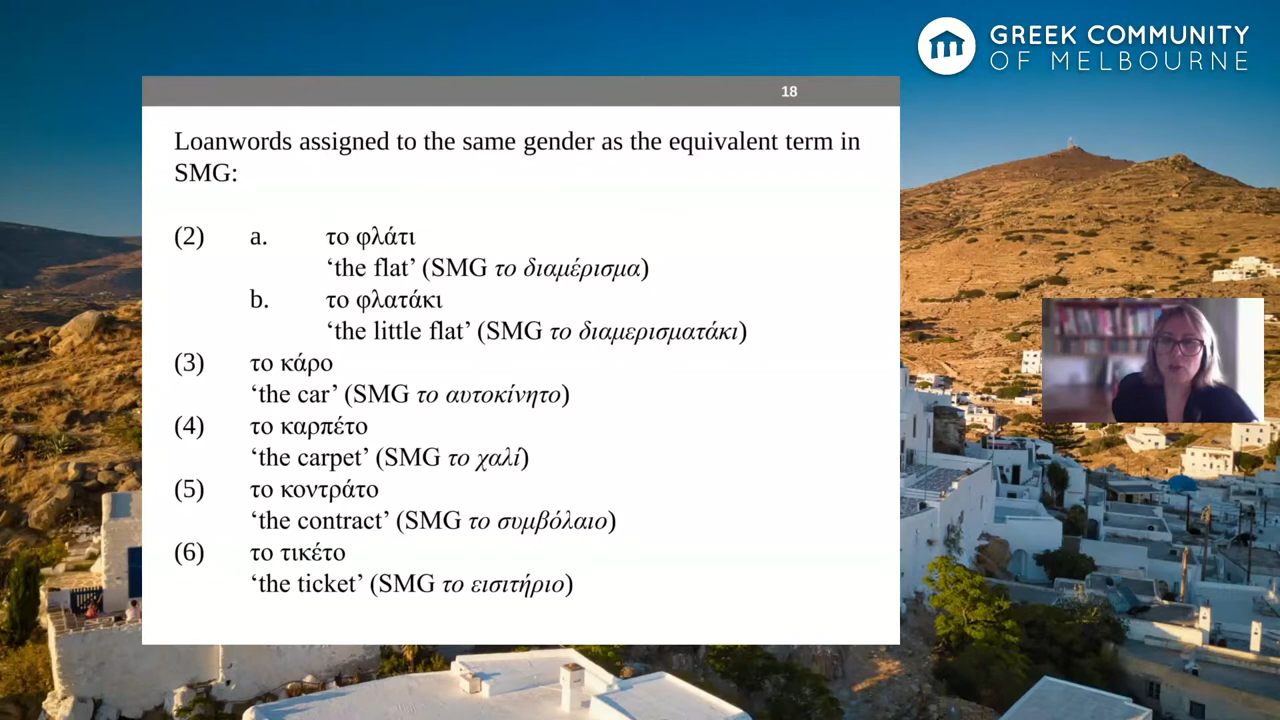 GREEK COMMUNITY
OF MELBOURNE
18
Loanwords assigned to the same gender as the equivalent term in
SMG:
(2) a. το φλάτι
‘the flat’ (SMG το διαμέρισμα)
b. το φλατάκι
‘the little flat’ (SMG το διαμερισματάκι)
(3) το κάρο
‘the car’ (SMG το αυτοκίνητο)
(4) το καρπέτο
‘the carpet’ (SMG το χαλί)
(5) το κοντράτο
‘the contract’ (SMG το συμβόλαιο)
(6) το τικέτο
‘the ticket’ (SMG το εισιτήριο)